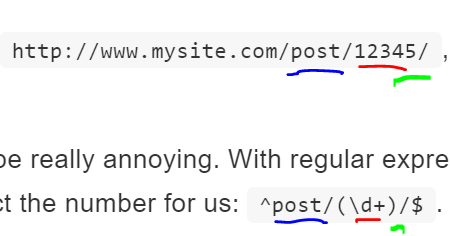 http://www.mysite.com/post/12345/ ,
be really annoying. With regular expre
ct the number for us: ^post/(\d+)/$ .